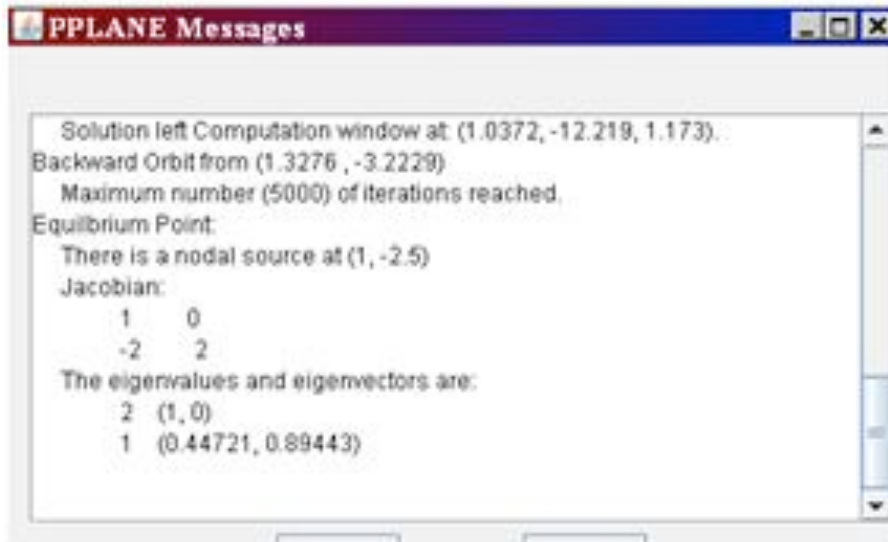 PPLANE Messages
Solution left Computation window at: (1.0372, -12.219, 1.173).
Backward Orbit from (1.3276 , -3.2229)
Maximum number (5000) of iterations reached.
Equilbrium Point:
There is a nodal source at (1, -2.5)
Jacobian:
1 0
-2 2
The eigenvalues and eigenvectors are:
2 (1, 0)
1 (0.44721, 0.89443)